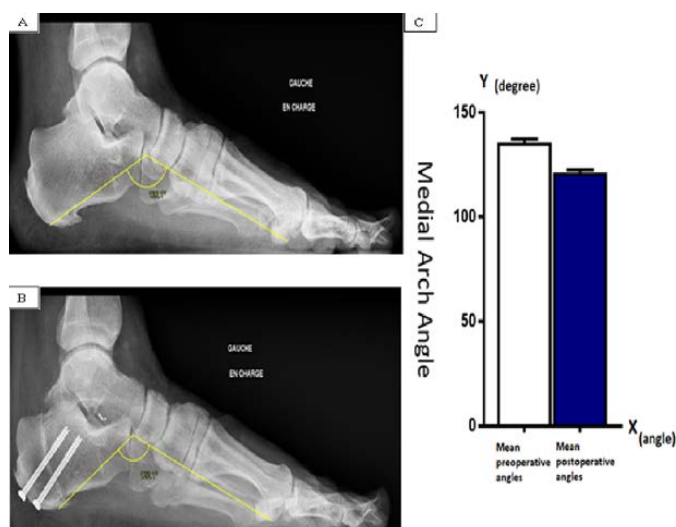 A
GAUCHE
EN CHARGE
B
GAUCHE
EN CHARGE
C
Y (degree)
Medial Arch Angle
150
100
50
0
X (angle)
Mean
preoperative
angles
Mean
postoperative
angles